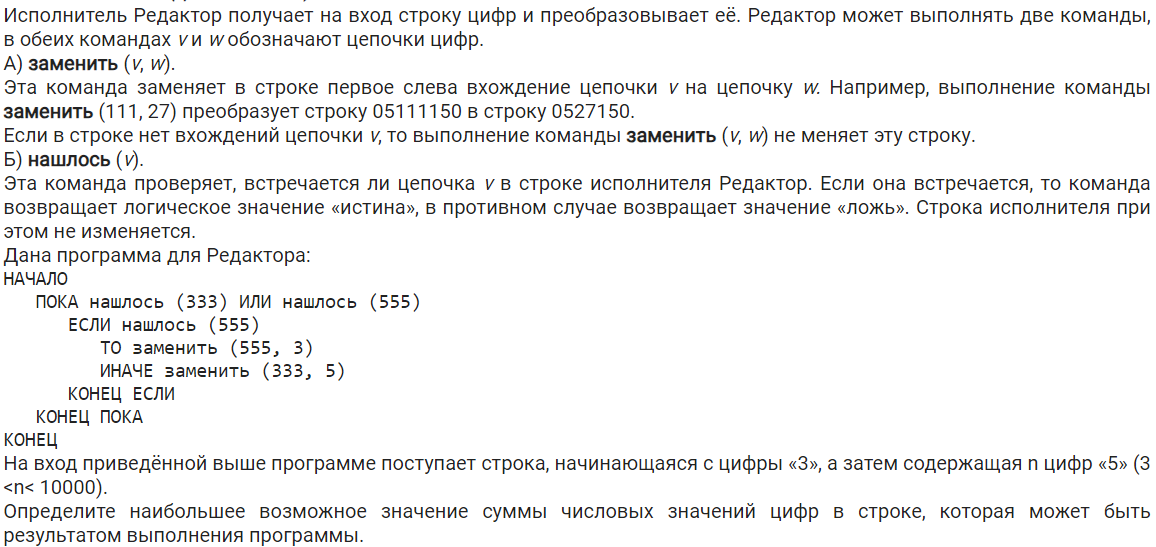 Исполнитель Редактор получает на вход строку цифр и преобразовывает её. Редактор может выполнять две команды,
в обеих командах v и w обозначают цепочки цифр.
А) заменить (v, w).
Эта команда заменяет в строке первое слева вхождение цепочки v на цепочку w. Например, выполнение команды
заменить (111, 27) преобразует строку 05111150 в строку 0527150.
Если в строке нет вхождений цепочки v, то выполнение команды заменить (v, w) не меняет эту строку.
Б) нашлось (v).
Эта команда проверяет, встречается ли цепочка v в строке исполнителя Редактор. Если она встречается, то команда
возвращает логическое значение «истина», в противном случае возвращает значение «ложь». Строка исполнителя при
этом не изменяется.
Дана программа для Редактора:
НАЧАЛО
ПОКА нашлось (333) ИЛИ нашлось (555)
ЕСЛИ нашлось (555)
ТО заменить (555, 3)
ИНАЧЕ заменить (333, 5)
КОНЕЦ ЕСЛИ
КОНЕЦ ПОКА
КОНЕЦ
На вход приведённой выше программе поступает строка, начинающаяся с цифры «3», а затем содержащая n цифр «5» (3
<n< 10000).
Определите наибольшее возможное значение суммы числовых значений цифр в строке, которая может быть
результатом выполнения программы.